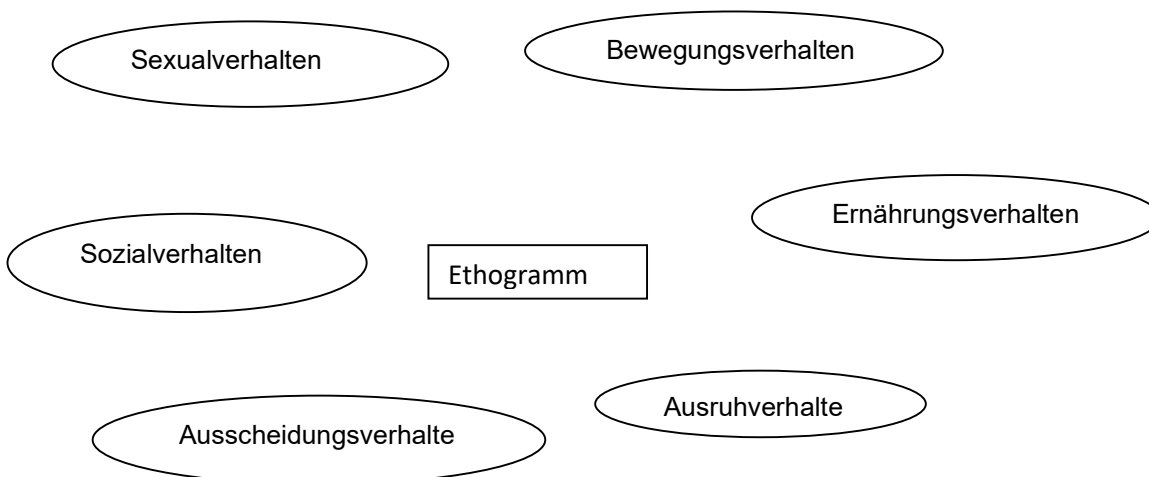 Sexualverhalten
Bewegungsverhalten
Ernährungsverhalten
Sozialverhalten
Ethogramm
Ausruhverhalte
Ausscheidungsverhalte